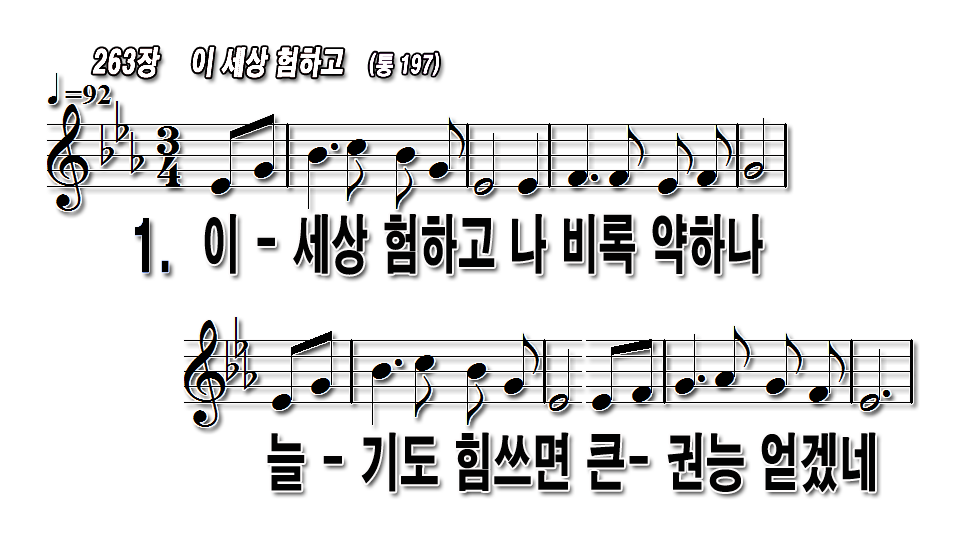 263장 이 세상 험하고 (통 197)
♩=92
3/4
1. 이 - 세상 험하고 나 비록 약하나
늘 - 기도 힘쓰면 큰- 권능 얻겠네